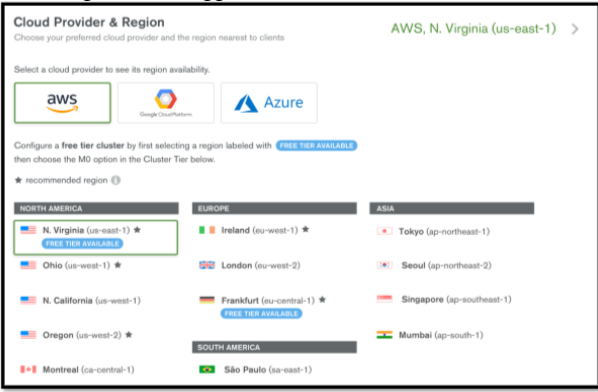 Cloud Provider & Region
Choose your preferred cloud provider and the region nearest to clients
AWS, N. Virginia (us-east-1) >
Select a cloud provider to see its region availability.
aws
Google Cloud Platform
Azure
Configure a free tier cluster by first selecting a region labeled with FREE TIER AVAILABLE
then choose the M0 option in the Cluster Tier below.
★ recommended region
NORTH AMERICA
N. Virginia (us-east-1) ★
FREE TIER AVAILABLE
Ohio (us-west-1) ★
N. California (us-west-1)
Oregon (us-west-2) ★
Montreal (ca-central-1)
EUROPE
Ireland (eu-west-1) ★
London (eu-west-2)
Frankfurt (eu-central-1) ★
FREE TIER AVAILABLE
SOUTH AMERICA
São Paulo (sa-east-1)
ASIA
Tokyo (ap-northeast-1)
Seoul (ap-northeast-2)
Singapore (ap-southeast-1)
Mumbai (ap-south-1)